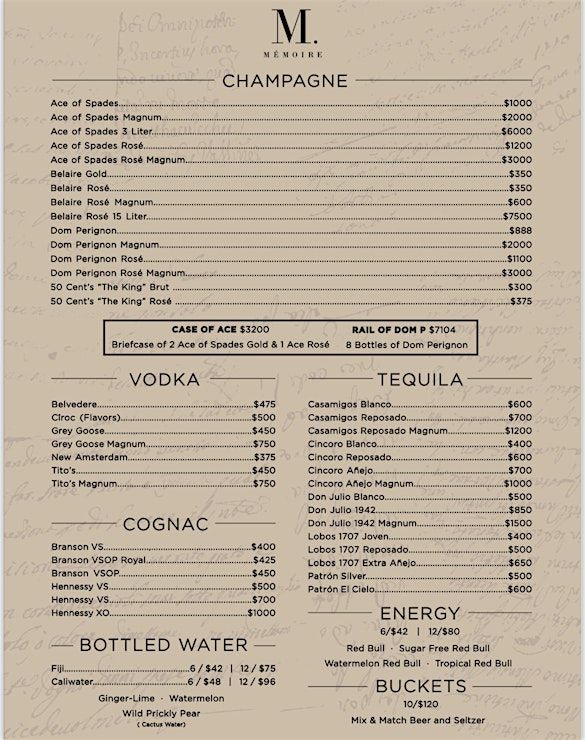 M.
MÉMOIRE
CHAMPAGNE
Ace of Spades $1000
Ace of Spades Magnum $2000
Ace of Spades 3 Liter $6000
Ace of Spades Rosé $1200
Ace of Spades Rosé Magnum $3000
Belaire Gold $350
Belaire Rosé $350
Belaire Rosé Magnum $600
Belaire Rosé 15 Liter $7500
Dom Perignon $888
Dom Perignon Magnum $2000
Dom Perignon Rosé $1100
Dom Perignon Rosé Magnum $3000
50 Cent's "The King" Brut $300
50 Cent's "The King" Rosé $375
CASE OF ACE $3200
Briefcase of 2 Ace of Spades Gold & 1 Ace Rosé
RAIL OF DOM P $7104
8 Bottles of Dom Perignon
VODKA
Belvedere $475
Cîroc (Flavors) $500
Grey Goose $450
Grey Goose Magnum $750
New Amsterdam $375
Tito's $450
Tito's Magnum $750
COGNAC
Branson VS $400
Branson VSOP Royal $425
Branson VSOP $450
Hennessy VS $500
Hennessy VS $700
Hennessy XO $1000
BOTTLED WATER
Fiji 6 / $42 | 12 / $75
Caliwater 6 / $48 | 12 / $96
Ginger-Lime · Watermelon
Wild Prickly Pear
( Cactus Water)
TEQUILA
Casamigos Blanco $600
Casamigos Reposado $700
Casamigos Reposado Magnum $1200
Cincoro Blanco $400
Cincoro Reposado $600
Cincoro Añejo $700
Cincoro Añejo Magnum $1000
Don Julio Blanco $500
Don Julio 1942 $850
Don Julio 1942 Magnum $1500
Lobos 1707 Joven $400
Lobos 1707 Reposado $500
Lobos 1707 Extra Añejo $650
Patrón Silver $500
Patrón El Cielo $600
ENERGY
6/$42 | 12/$80
Red Bull · Sugar Free Red Bull
Watermelon Red Bull · Tropical Red Bull
BUCKETS
10/$120
Mix & Match Beer and Seltzer